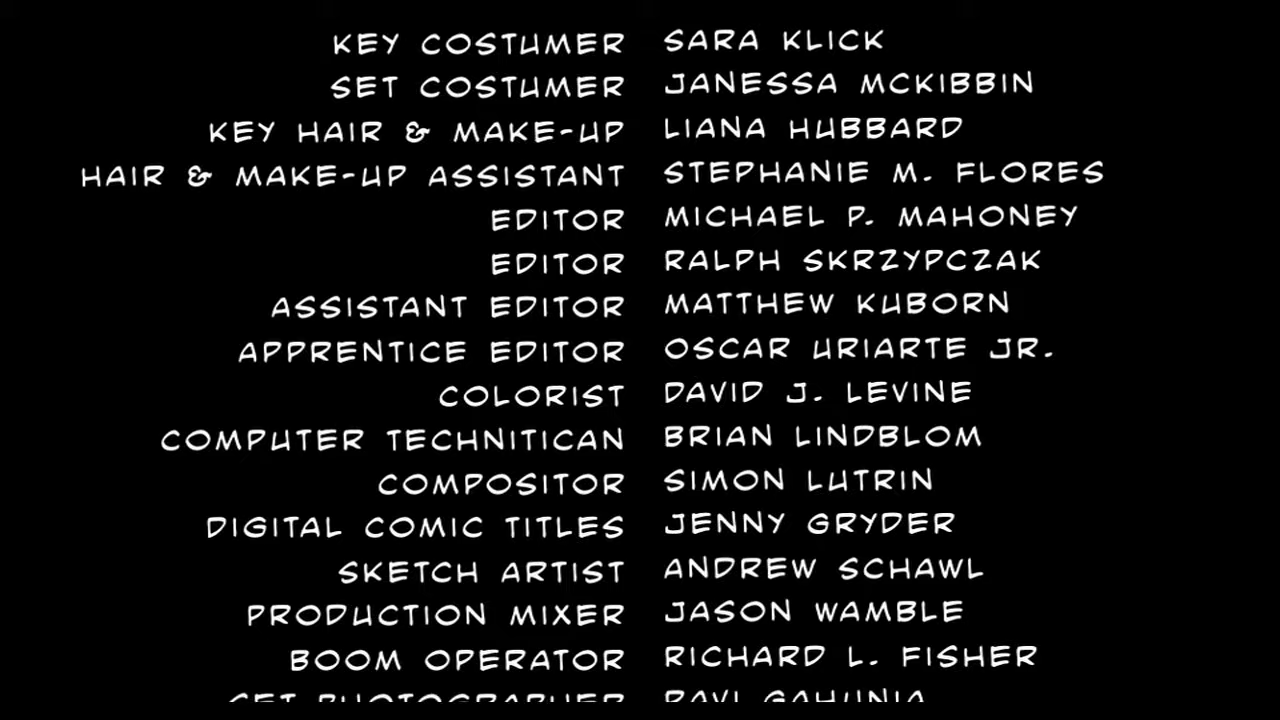 KEY COSTUMER SARA KLICK
SET COSTUMER JANESSA MCKIBBIN
KEY HAIR & MAKE-UP LIANA HUBBARD
HAIR & MAKE-UP ASSISTANT STEPHANIE M. FLORES
EDITOR MICHAEL P. MAHONEY
EDITOR RALPH SKRZYPCZAK
ASSISTANT EDITOR MATTHEW KUBORN
APPRENTICE EDITOR OSCAR URIARTE JR.
COLORIST DAVID J. LEVINE
COMPUTER TECHNITICAN BRIAN LINDBLOM
COMPOSITOR SIMON LUTRIN
DIGITAL COMIC TITLES JENNY GRYDER
SKETCH ARTIST ANDREW SCHAWL
PRODUCTION MIXER JASON WAMBLE
BOOM OPERATOR RICHARD L. FISHER
SET PHOTOGRAPHER